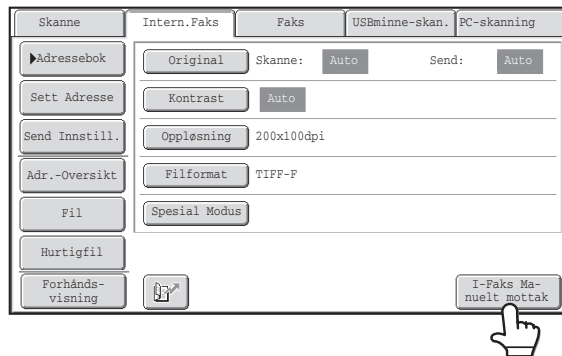 Skanne
Intern.Faks
Faks
USBminne-skan.
PC-skanning
Adressebok
Sett Adresse
Send Innstill.
Adr.-Oversikt
Fil
Hurtigfil
Forhånds-
visning
Original
Skanne:
Auto
Send:
Auto
Kontrast
Auto
Oppløsning
200x100dpi
Filformat
TIFF-F
Spesial Modus
I-Faks Ma-
nuelt mottak